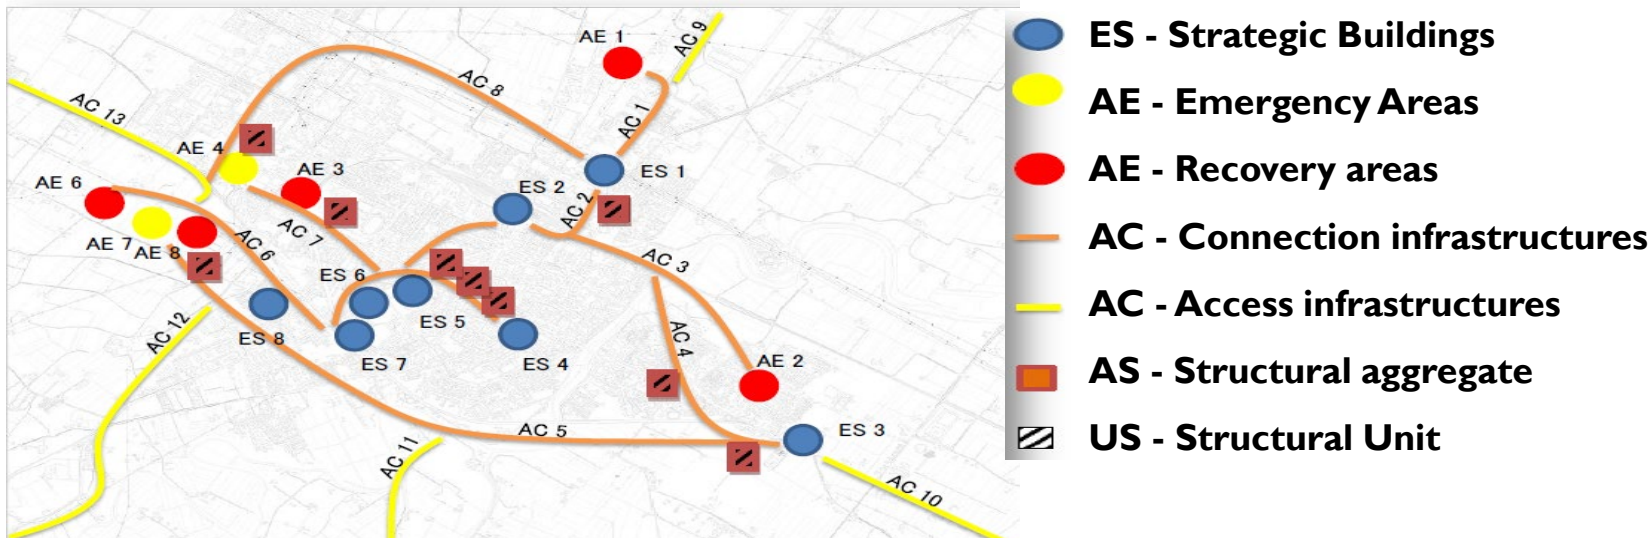 AE 1
AC 9
AC 8
AC 13
AC 1
AE 4
AE 3
ES 1
AE 6
ES 2
AC 2
AC 7
AE 7
AE 8
AC 6
AC 3
ES 6
ES 5
AC 12
ES 8
ES 7
ES 4
AC 4
AE 2
AC 5
ES 3
AC 11
AC 10
ES - Strategic Buildings
AE - Emergency Areas
AE - Recovery areas
AC - Connection infrastructures
AC - Access infrastructures
AS - Structural aggregate
US - Structural Unit